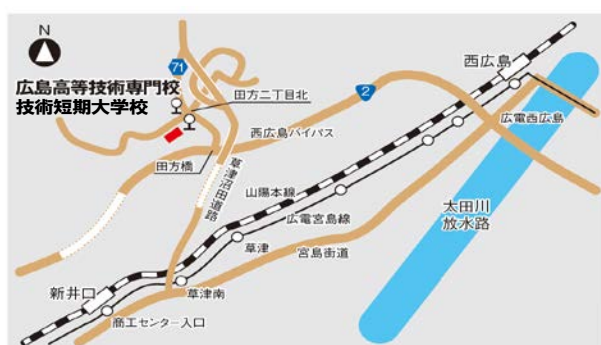 N
71
広島高等技術専門校
技術短期大学校
田方二丁目北
西広島
2
広電西広島
西広島バイパス
田方橋
草津沼田道路
山陽本線
広電宮島線
太田川
放水路
草津
宮島街道
新井口
草津南
商工センター入口